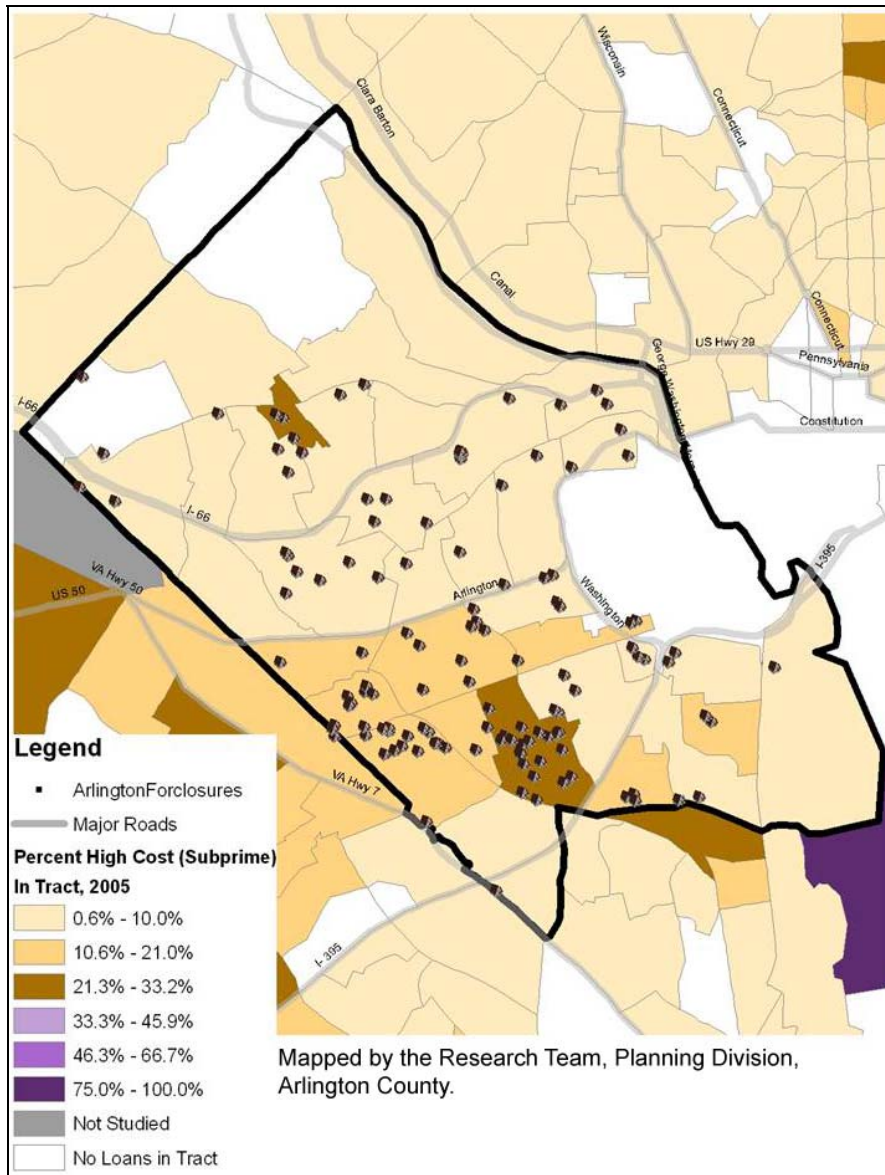 Clara Barton
Wisconsin
Connecticut
Canal
Connecticut
US Hwy 29
Pennsylvania
George Washington Mem
Constitution
I-66
I-66
I-395
VA Hwy 50
US 50
Arlington
Washington
VA Hwy 7
I-395
Legend
ArlingtonForclosures
Major Roads
Percent High Cost (Subprime)
In Tract, 2005
0.6% - 10.0%
10.6% - 21.0%
21.3% - 33.2%
33.3% - 45.9%
46.3% - 66.7%
75.0% - 100.0%
Not Studied
No Loans in Tract
Mapped by the Research Team, Planning Division,
Arlington County.